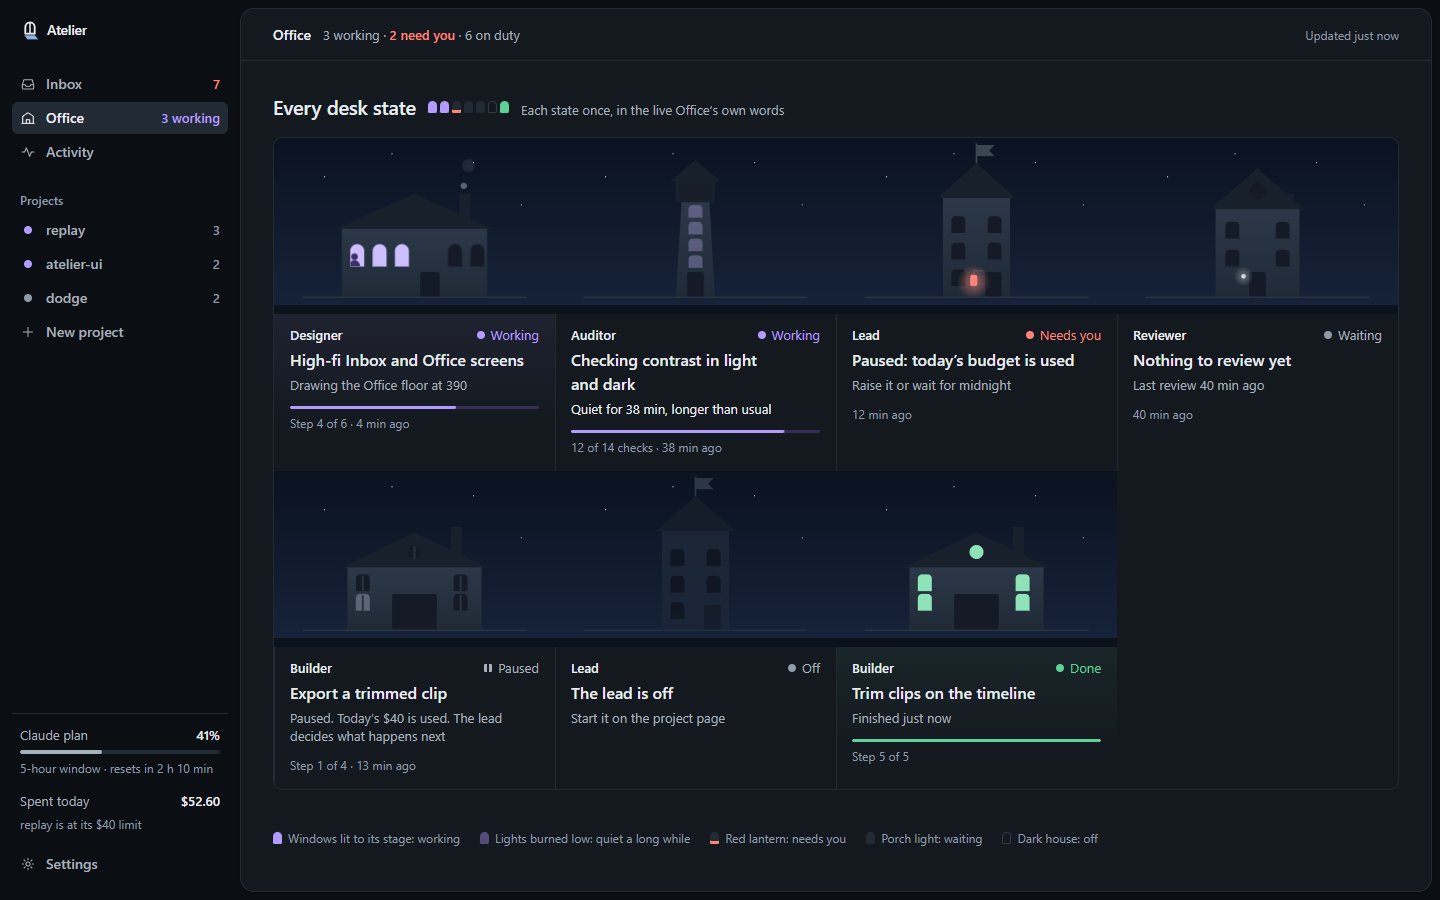 Atelier
Inbox 7
Office 3 working
Activity
Projects
replay 3
atelier-ui 2
dodge 2
New project
Claude plan 41%
5-hour window · resets in 2 h 10 min
Spent today $52.60
replay is at its $40 limit
Settings
Office 3 working · 2 need you · 6 on duty
Updated just now
Every desk state
Each state once, in the live Office's own words
Designer Working
High-fi Inbox and Office screens
Drawing the Office floor at 390
Step 4 of 6 · 4 min ago
Auditor Working
Checking contrast in light
and dark
Quiet for 38 min, longer than usual
12 of 14 checks · 38 min ago
Lead Needs you
Paused: today's budget is used
Raise it or wait for midnight
12 min ago
Reviewer Waiting
Nothing to review yet
Last review 40 min ago
40 min ago
Builder Paused
Export a trimmed clip
Paused. Today's $40 is used. The lead
decides what happens next
Step 1 of 4 · 13 min ago
Lead Off
The lead is off
Start it on the project page
Builder Done
Trim clips on the timeline
Finished just now
Step 5 of 5
Windows lit to its stage: working
Lights burned low: quiet a long while
Red lantern: needs you
Porch light: waiting
Dark house: off